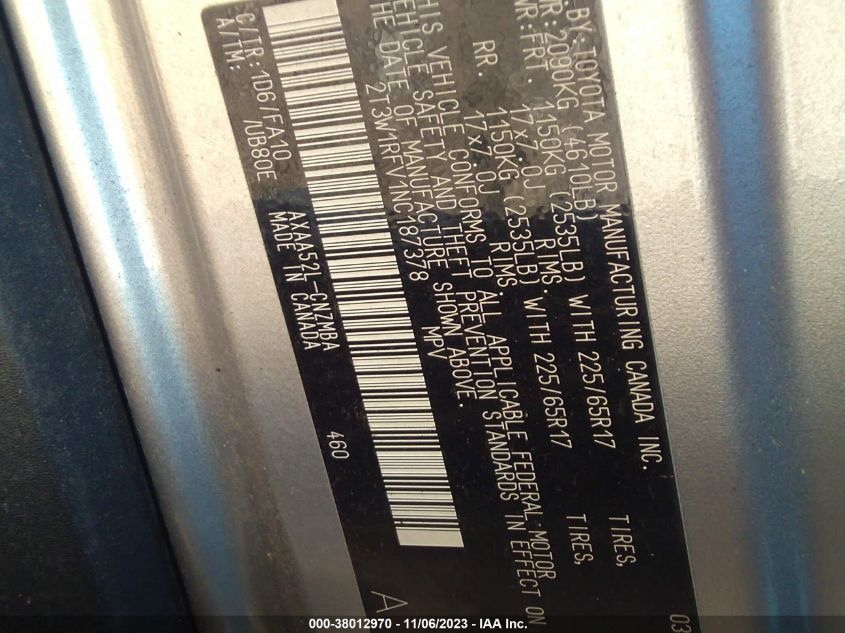 BY TOYOTA MOTOR MANUFACTURING CANADA INC.
2090KG (4610LB)
FRT. 1150KG (2535LB) WITH 225/65R17 TIRES,
17x7.0J RIMS
RR. 1150KG (2535LB) WITH 225/65R17 TIRES,
17x7.0J RIMS
THIS VEHICLE CONFORMS TO ALL APPLICABLE FEDERAL MOTOR
VEHICLE SAFETY AND THEFT PREVENTION STANDARDS IN EFFECT ON
THE DATE OF MANUFACTURE SHOWN ABOVE.
2T3W1RFV1NC187378 MPV
C/TR: 1D6/FA10 AXAA52L-CNZMBA 460
A/TM: /UB80E MADE IN CANADA
A
000-38012970 - 11/06/2023 - IAA Inc.